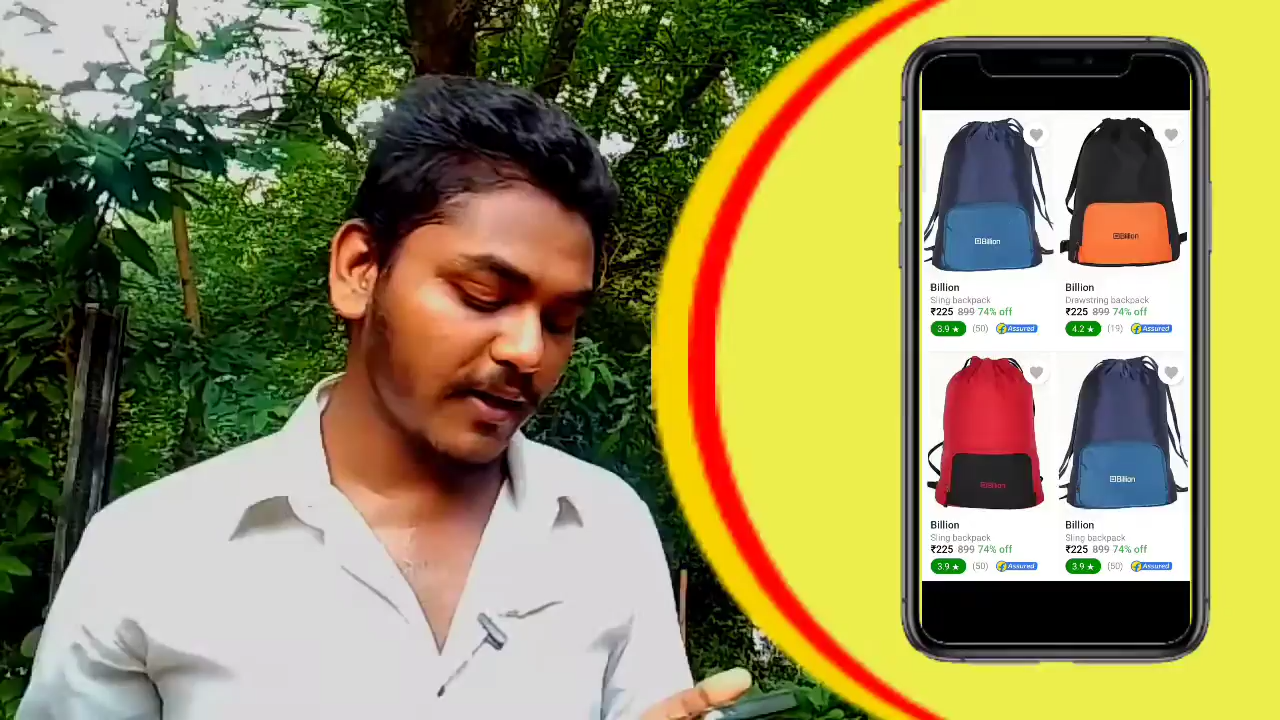 Billion
Billion
Billion
Sling backpack
₹225 899 74% off
3.9 ★ (50) Assured
Billion
Drawstring backpack
₹225 899 74% off
4.2 ★ (19) Assured
Billion
Billion
Billion
Sling backpack
₹225 899 74% off
3.9 ★ (50) Assured
Billion
Sling backpack
₹225 899 74% off
3.9 ★ (50) Assured